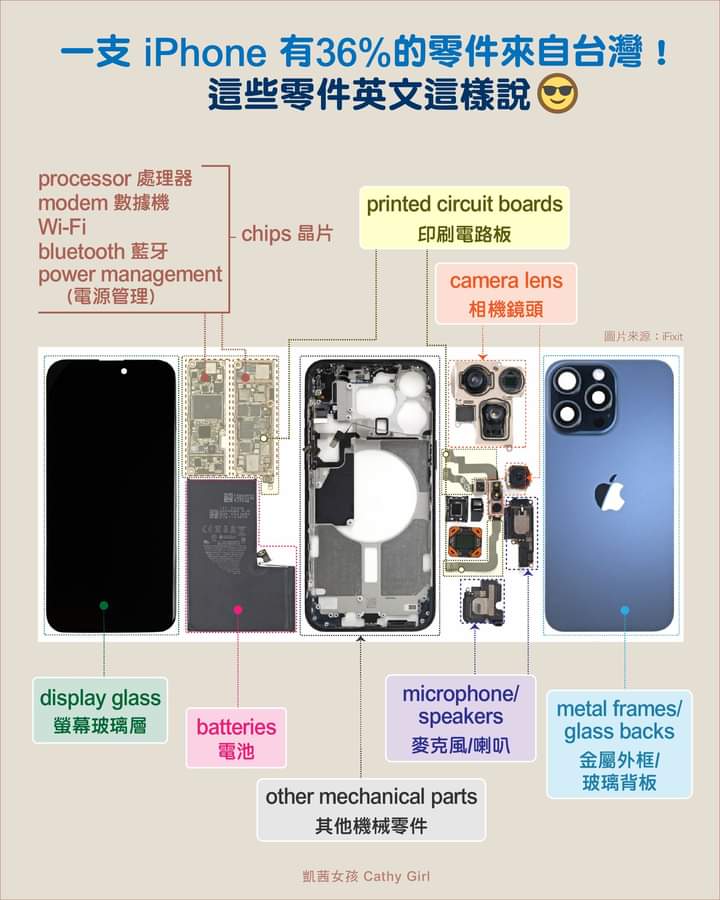 一支 iPhone 有36%的零件來自台灣！
這些零件英文這樣說
processor 處理器
modem 數據機
Wi-Fi
bluetooth 藍牙
power management
(電源管理)
chips 晶片
printed circuit boards
印刷電路板
camera lens
相機鏡頭
圖片來源：iFixit
display glass
螢幕玻璃層
batteries
電池
microphone/
speakers
麥克風/喇叭
metal frames/
glass backs
金屬外框/
玻璃背板
other mechanical parts
其他機械零件
凱茜女孩 Cathy Girl